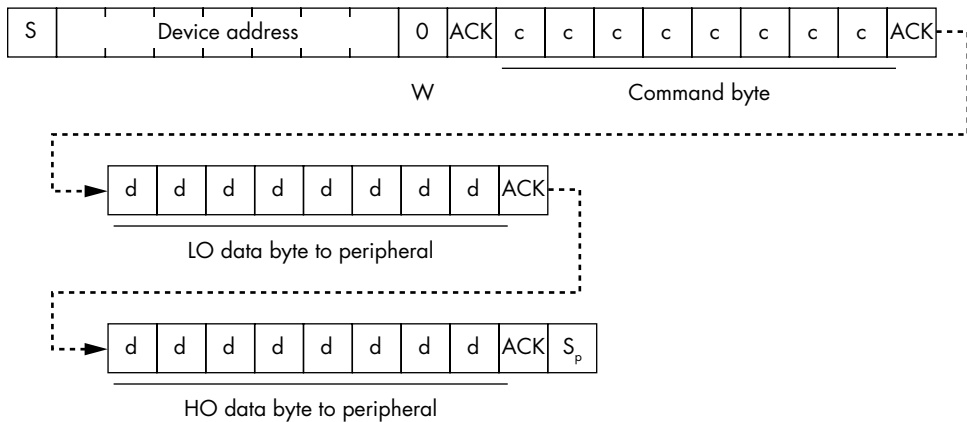 S Device address 0 ACK c c c c c c c c ACK
W Command byte
d d d d d d d d ACK
LO data byte to peripheral
d d d d d d d d ACK Sp
HO data byte to peripheral